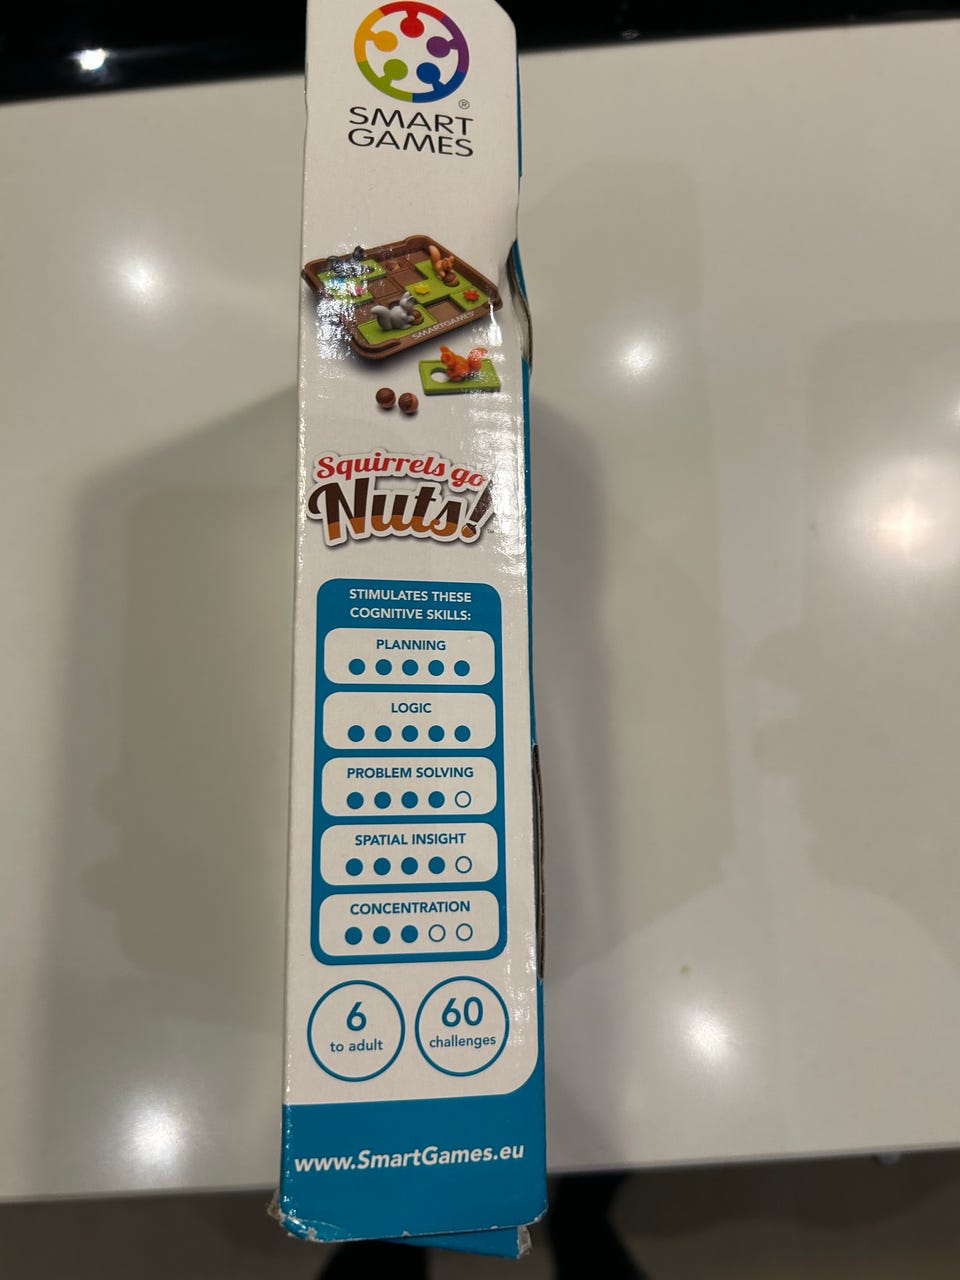 ®
SMART
GAMES
SMARTGAMES
Squirrels go
Nuts!
STIMULATES THESE
COGNITIVE SKILLS:
PLANNING
LOGIC
PROBLEM SOLVING
SPATIAL INSIGHT
CONCENTRATION
6
to adult
60
challenges
www.SmartGames.eu